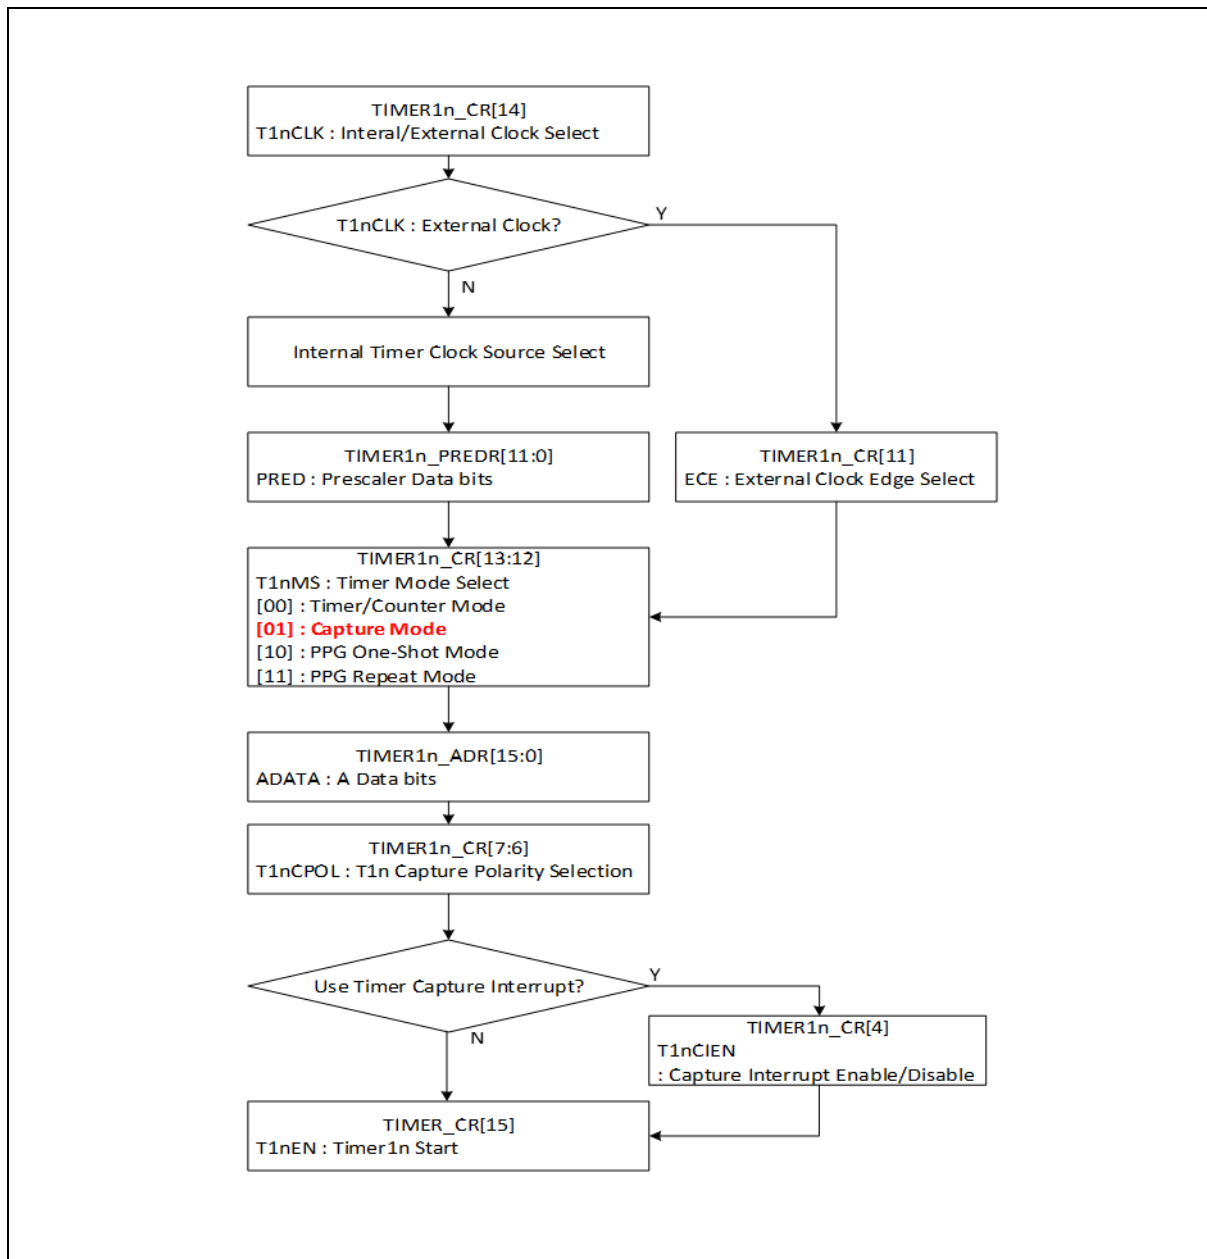 TIMER1n_CR[14]
T1nCLK : Interal/External Clock Select
T1nCLK : External Clock?
Y
N
Internal Timer Clock Source Select
TIMER1n_PREDR[11:0]
PRED : Prescaler Data bits
TIMER1n_CR[11]
ECE : External Clock Edge Select
TIMER1n_CR[13:12]
T1nMS : Timer Mode Select
[00] : Timer/Counter Mode
[01] : Capture Mode
[10] : PPG One-Shot Mode
[11] : PPG Repeat Mode
TIMER1n_ADR[15:0]
ADATA : A Data bits
TIMER1n_CR[7:6]
T1nCPOL : T1n Capture Polarity Selection
Use Timer Capture Interrupt?
Y
N
TIMER1n_CR[4]
T1nCIEN
: Capture Interrupt Enable/Disable
TIMER_CR[15]
T1nEN : Timer1n Start